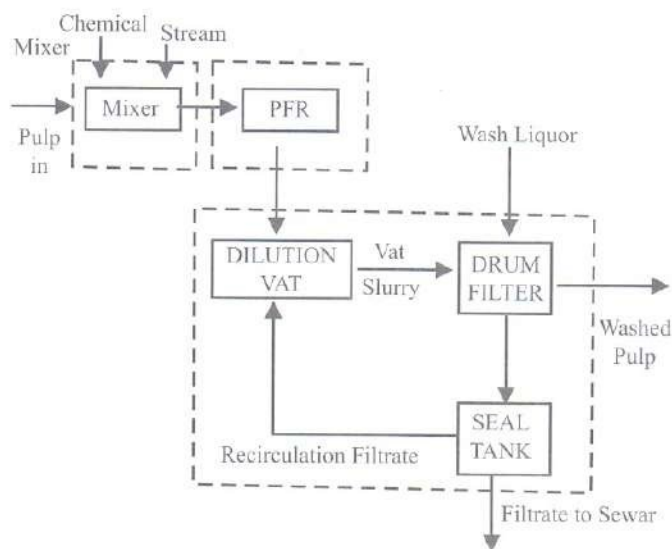 Chemical
Mixer
Stream
Mixer
PFR
Pulp
in
Wash Liquor
DILUTION
VAT
Vat
Slurry
DRUM
FILTER
Washed
Pulp
SEAL
TANK
Recirculation Filtrate
Filtrate to Sewar